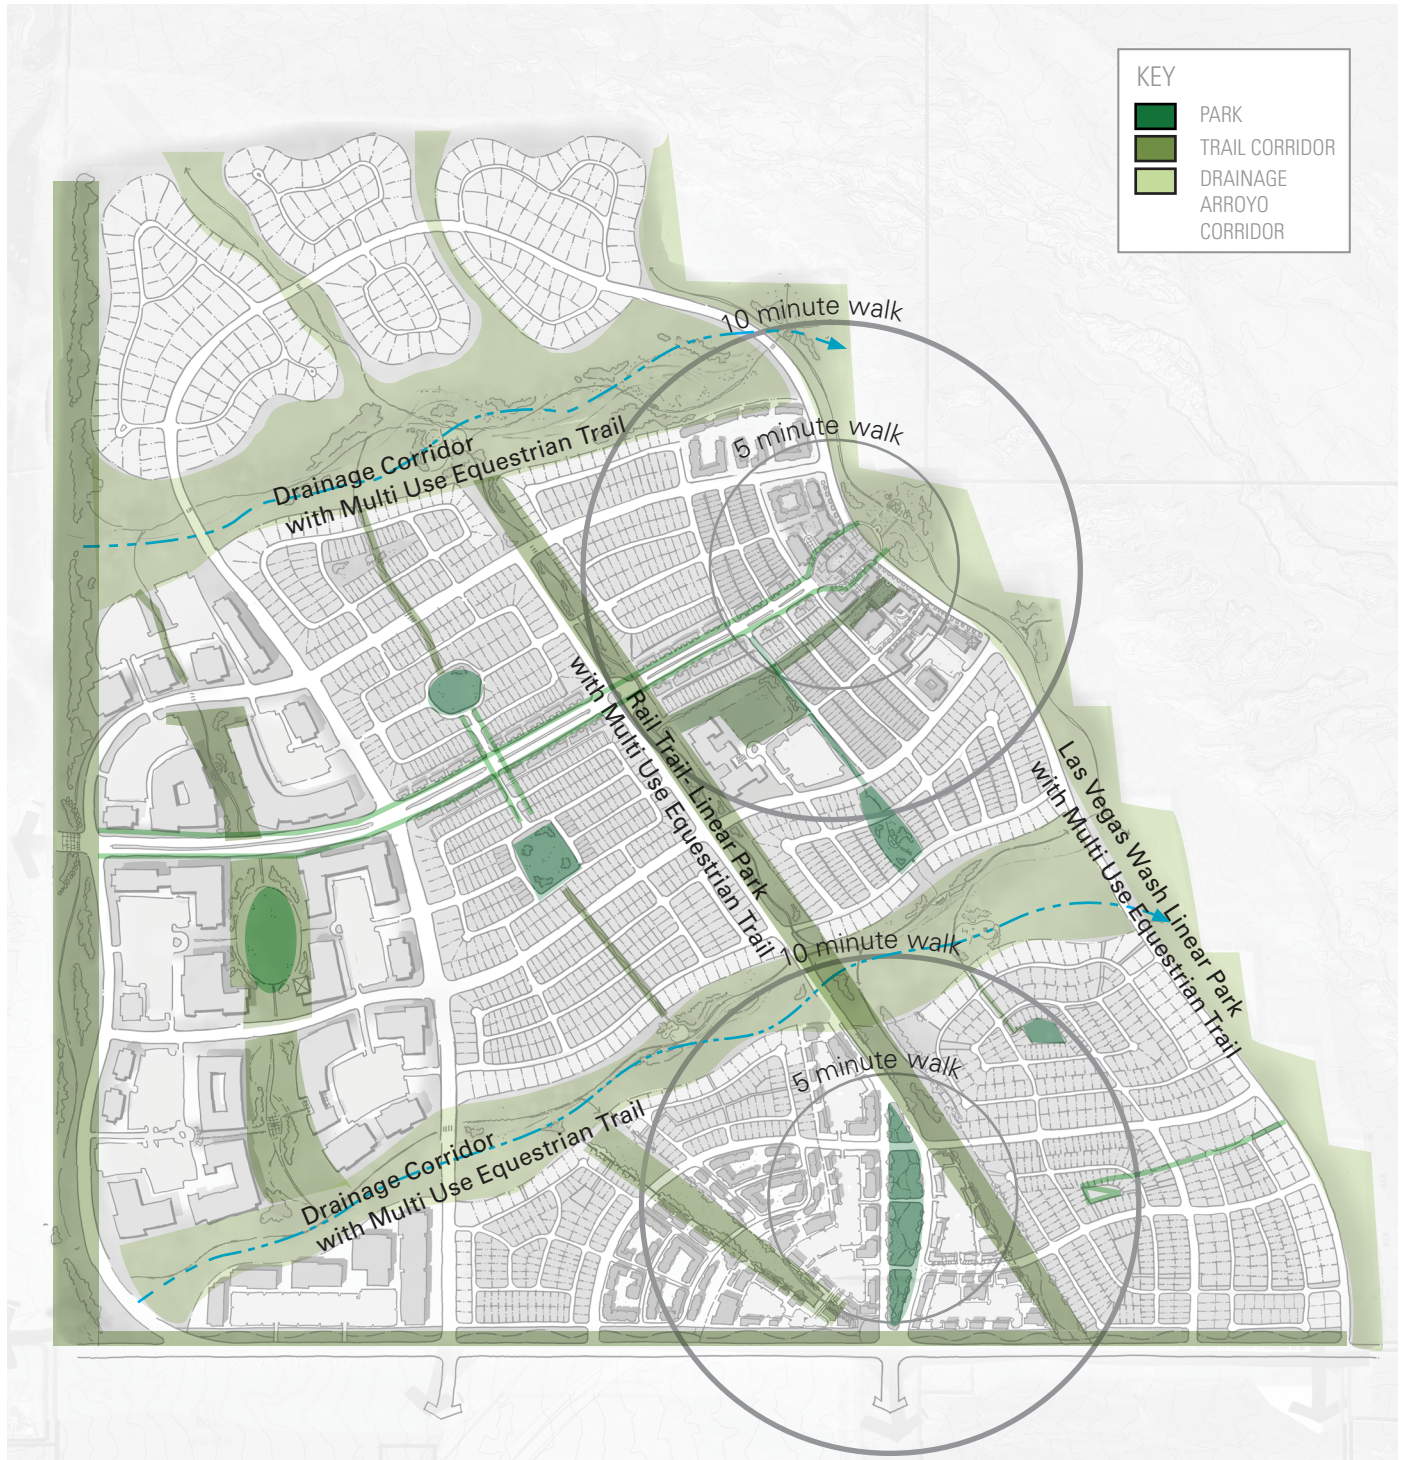 KEY
PARK
TRAIL CORRIDOR
DRAINAGE
ARROYO
CORRIDOR
10 minute walk
5 minute walk
Drainage Corridor
with Multi Use Equestrian Trail
Rail Trail- Linear Park
with Multi Use Equestrian Trail
Las Vegas Wash Linear Park
with Multi Use Equestrian Trail
10 minute walk
5 minute walk
Drainage Corridor
with Multi Use Equestrian Trail